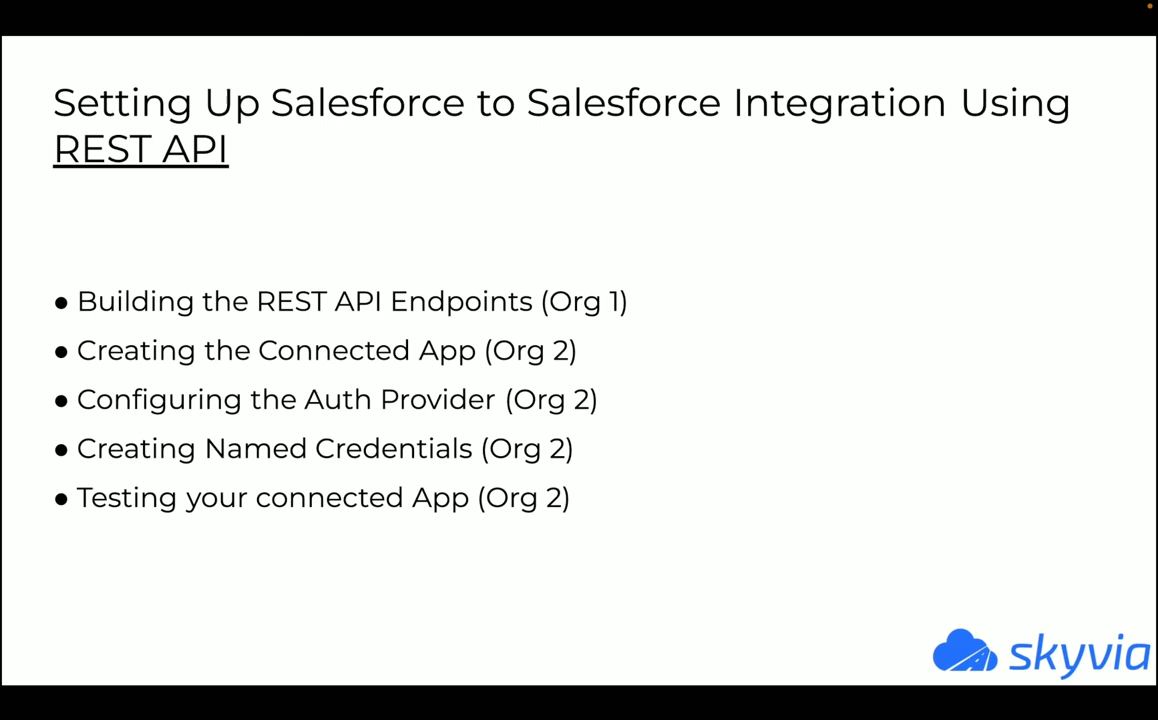 Setting Up Salesforce to Salesforce Integration Using
REST API
● Building the REST API Endpoints (Org 1)
● Creating the Connected App (Org 2)
● Configuring the Auth Provider (Org 2)
● Creating Named Credentials (Org 2)
● Testing your connected App (Org 2)
skyvia